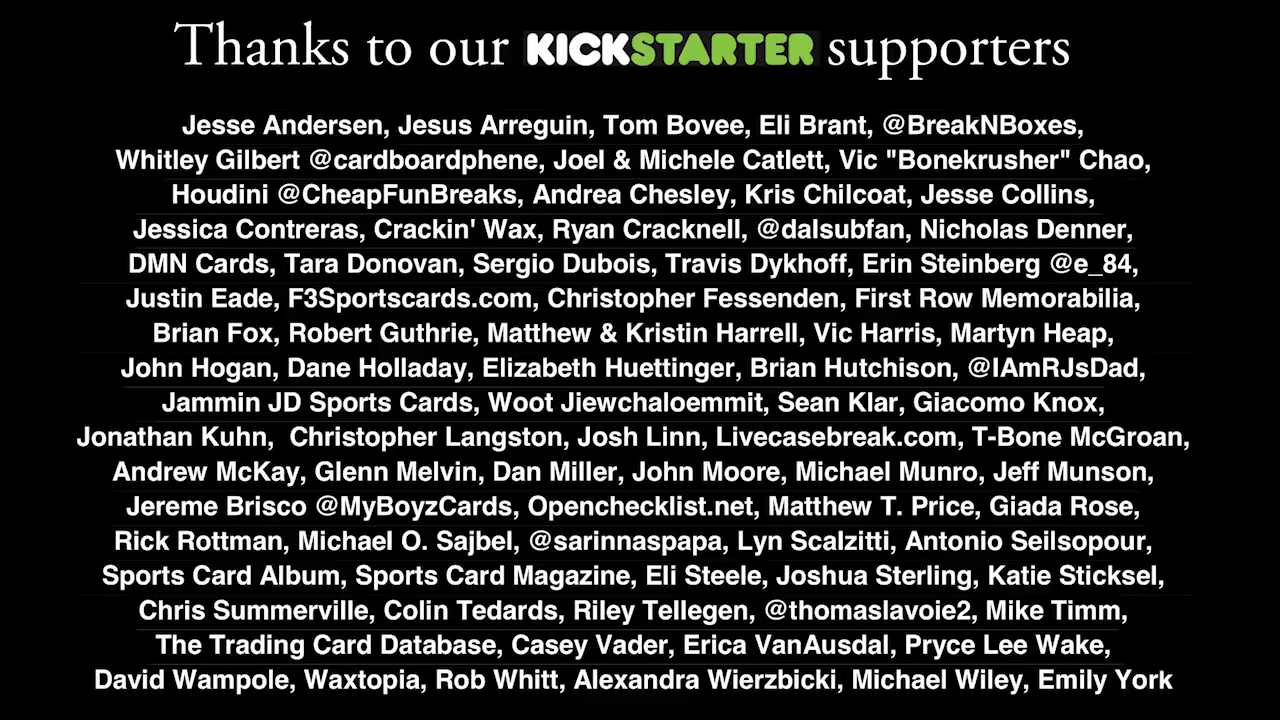 Thanks to our KICKSTARTER supporters
Jesse Andersen, Jesus Arreguin, Tom Bovee, Eli Brant, @BreakNBoxes,
Whitley Gilbert @cardboardphene, Joel & Michele Catlett, Vic "Bonekrusher" Chao,
Houdini @CheapFunBreaks, Andrea Chesley, Kris Chilcoat, Jesse Collins,
Jessica Contreras, Crackin' Wax, Ryan Cracknell, @dalsubfan, Nicholas Denner,
DMN Cards, Tara Donovan, Sergio Dubois, Travis Dykhoff, Erin Steinberg @e_84,
Justin Eade, F3Sportscards.com, Christopher Fessenden, First Row Memorabilia,
Brian Fox, Robert Guthrie, Matthew & Kristin Harrell, Vic Harris, Martyn Heap,
John Hogan, Dane Holladay, Elizabeth Huettinger, Brian Hutchison, @IAmRJsDad,
Jammin JD Sports Cards, Woot Jiewchaloemmit, Sean Klar, Giacomo Knox,
Jonathan Kuhn,  Christopher Langston, Josh Linn, Livecasebreak.com, T-Bone McGroan,
Andrew McKay, Glenn Melvin, Dan Miller, John Moore, Michael Munro, Jeff Munson,
Jereme Brisco @MyBoyzCards, Openchecklist.net, Matthew T. Price, Giada Rose,
Rick Rottman, Michael O. Sajbel, @sarinnaspapa, Lyn Scalzitti, Antonio Seilsopour,
Sports Card Album, Sports Card Magazine, Eli Steele, Joshua Sterling, Katie Sticksel,
Chris Summerville, Colin Tedards, Riley Tellegen, @thomaslavoie2, Mike Timm,
The Trading Card Database, Casey Vader, Erica VanAusdal, Pryce Lee Wake,
David Wampole, Waxtopia, Rob Whitt, Alexandra Wierzbicki, Michael Wiley, Emily York